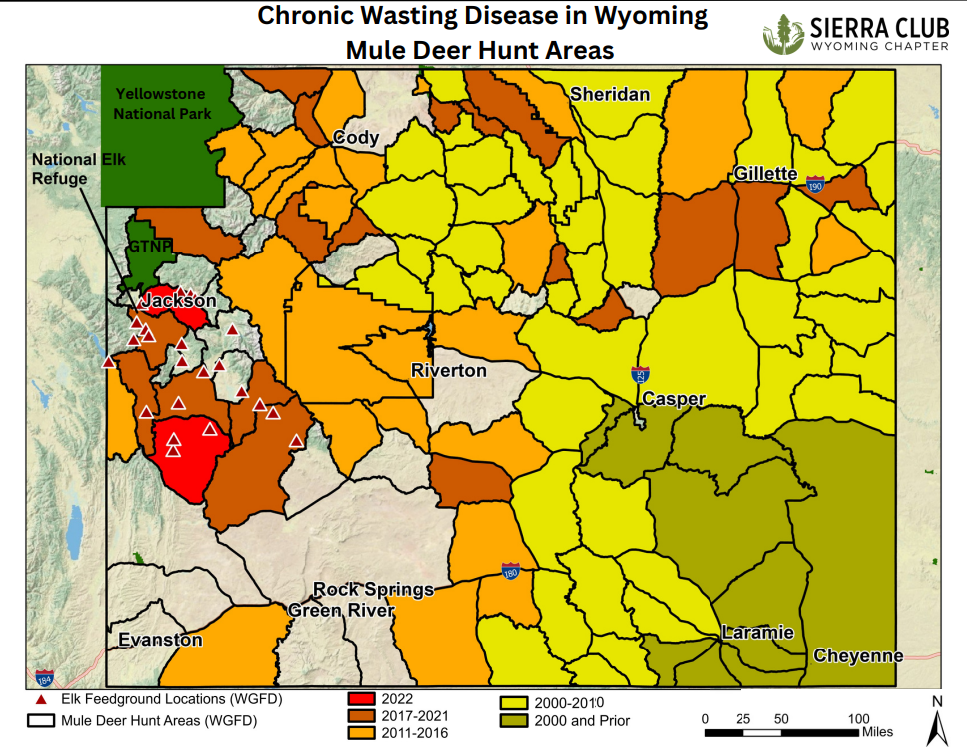 Chronic Wasting Disease in Wyoming
Mule Deer Hunt Areas
SIERRA CLUB
WYOMING CHAPTER
Yellowstone
National Park
Sheridan
Cody
National Elk
Refuge
Gillette
190
GTNP
Jackson
Riverton
125
Casper
180
Rock Springs
Green River
Evanston
Laramie
Cheyenne
184
Elk Feedground Locations (WGFD)
Mule Deer Hunt Areas (WGFD)
2022
2017-2021
2011-2016
2000-2010
2000 and Prior
N
0 25 50 100
Miles